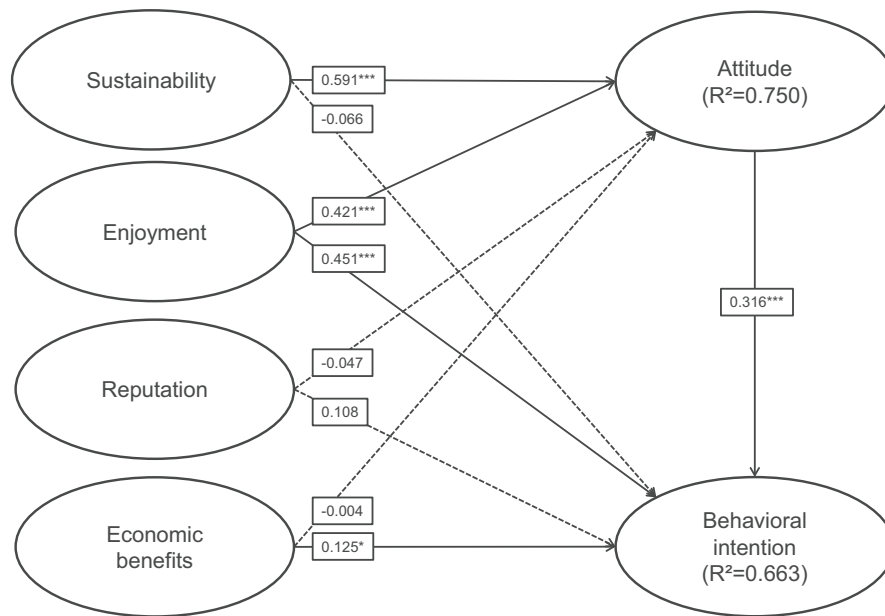 Sustainability
0.591***
-0.066
Attitude
(R²=0.750)
Enjoyment
0.421***
0.451***
0.316***
Reputation
-0.047
0.108
Economic
benefits
-0.004
0.125*
Behavioral
intention
(R²=0.663)